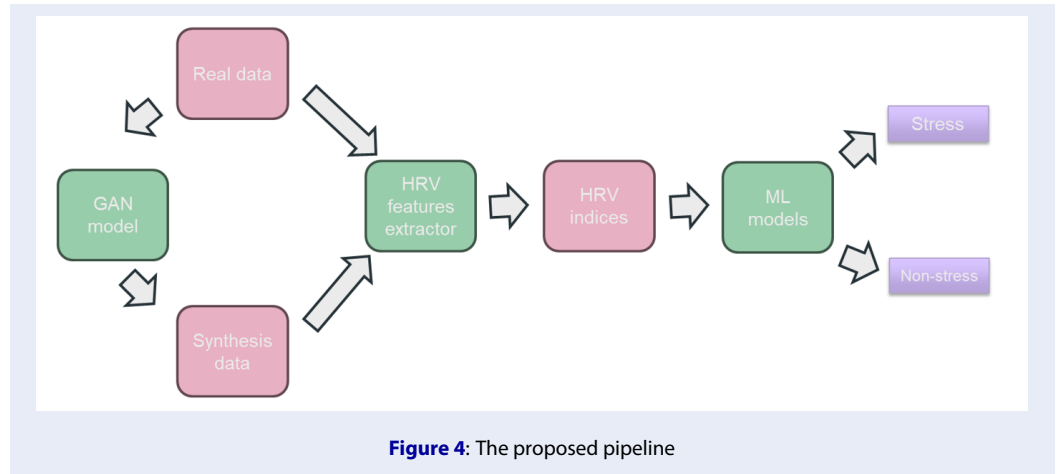 Real data
GAN
model
Synthesis
data
HRV
features
extractor
HRV
indices
ML
models
Stress
Non-stress
Figure 4: The proposed pipeline